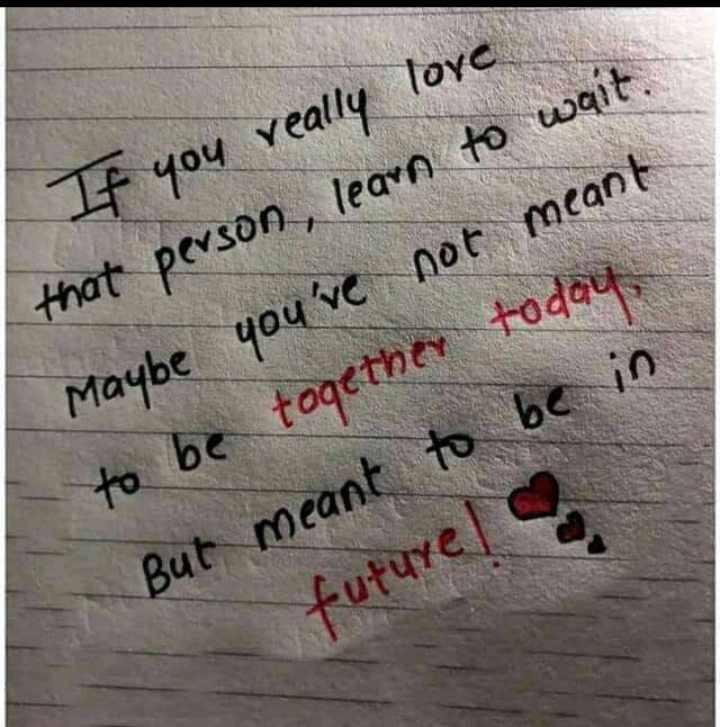 If you really love
that person, learn to wait.
Maybe you've not meant
to be together today,
But meant to be in
future!